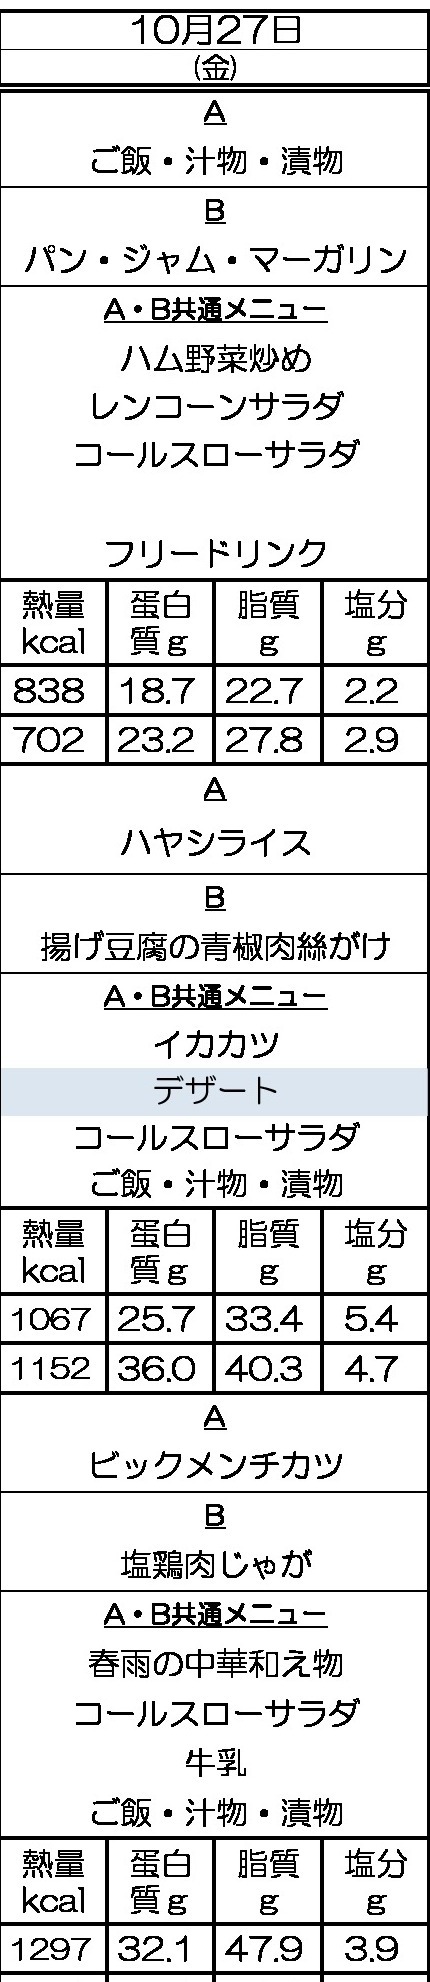 10月27日
(金)
A
ご飯・汁物・漬物
B
パン・ジャム・マーガリン
A・B共通メニュー
ハム野菜炒め
レンコーンサラダ
コールスローサラダ
フリードリンク
熱量 蛋白 脂質 塩分
kcal 質g g g
838 18.7 22.7 2.2
702 23.2 27.8 2.9
A
ハヤシライス
B
揚げ豆腐の青椒肉絲がけ
A・B共通メニュー
イカカツ
デザート
コールスローサラダ
ご飯・汁物・漬物
熱量 蛋白 脂質 塩分
kcal 質g g g
1067 25.7 33.4 5.4
1152 36.0 40.3 4.7
A
ビックメンチカツ
B
塩鶏肉じゃが
A・B共通メニュー
春雨の中華和え物
コールスローサラダ
牛乳
ご飯・汁物・漬物
熱量 蛋白 脂質 塩分
kcal 質g g g
1297 32.1 47.9 3.9